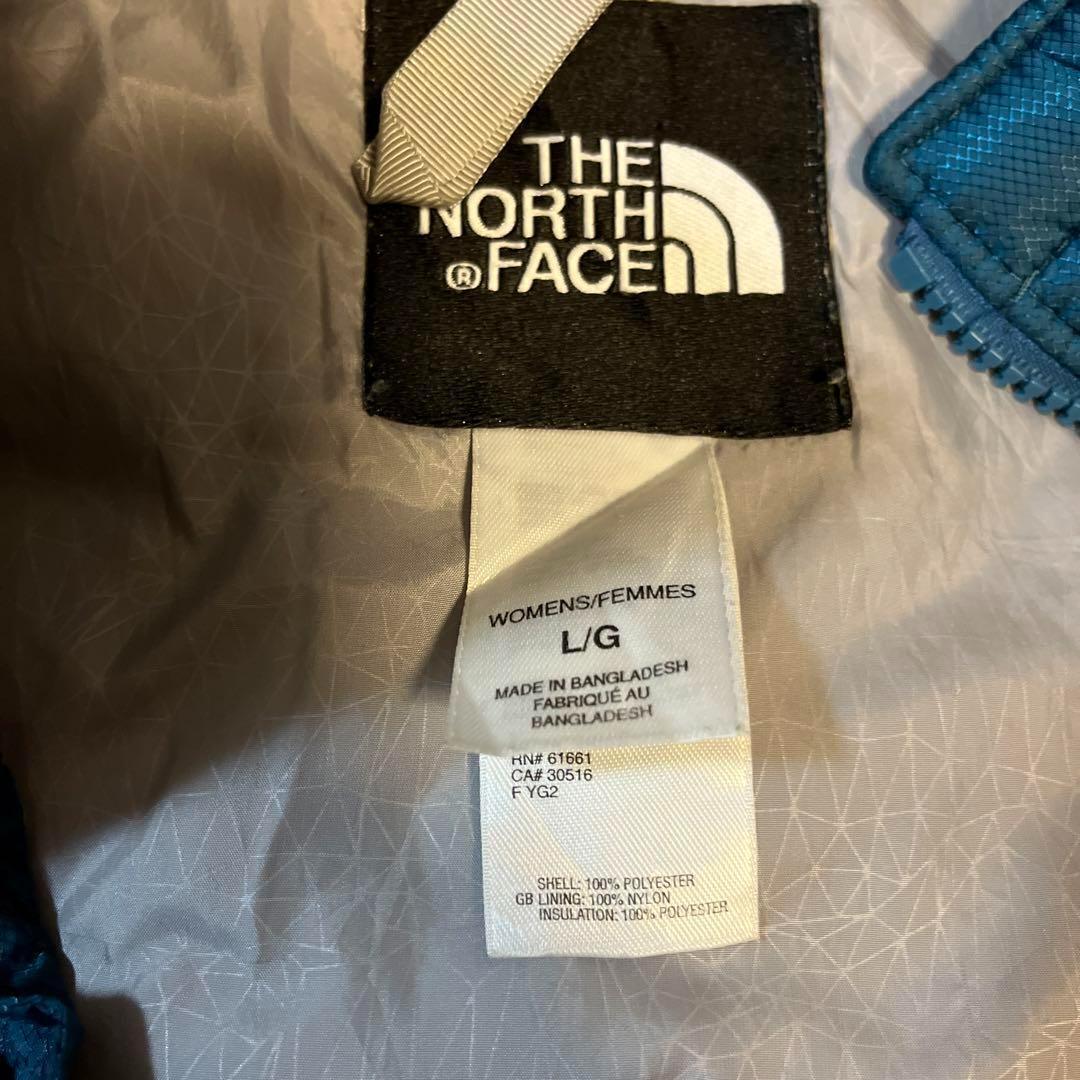 THE
NORTH
® FACE
WOMENS/FEMMES
L/G
MADE IN BANGLADESH
FABRIQUÉ AU
BANGLADESH
RN# 61661
CA# 30516
F YG2
SHELL: 100% POLYESTER
GB LINING: 100% NYLON
INSULATION: 100% POLYESTER